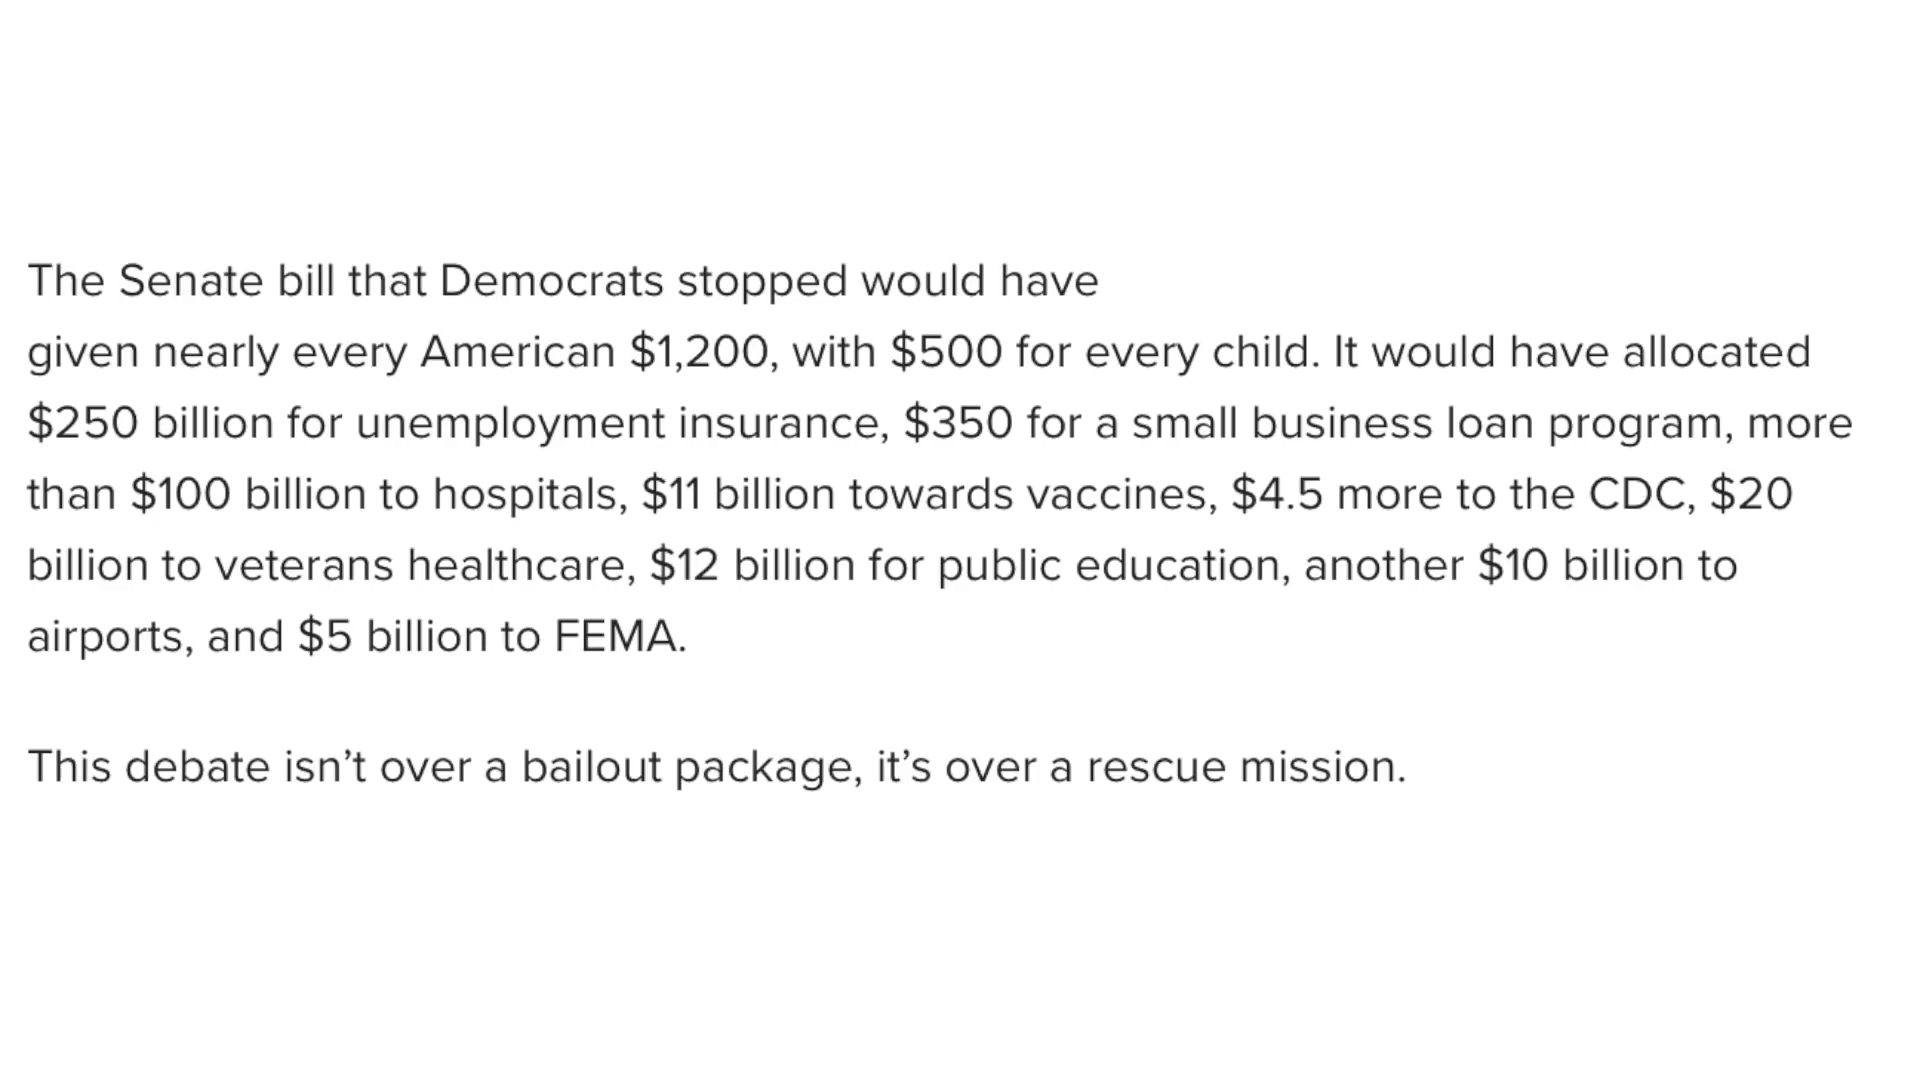 The Senate bill that Democrats stopped would have
given nearly every American $1,200, with $500 for every child. It would have allocated
$250 billion for unemployment insurance, $350 for a small business loan program, more
than $100 billion to hospitals, $11 billion towards vaccines, $4.5 more to the CDC, $20
billion to veterans healthcare, $12 billion for public education, another $10 billion to
airports, and $5 billion to FEMA.
This debate isn’t over a bailout package, it’s over a rescue mission.